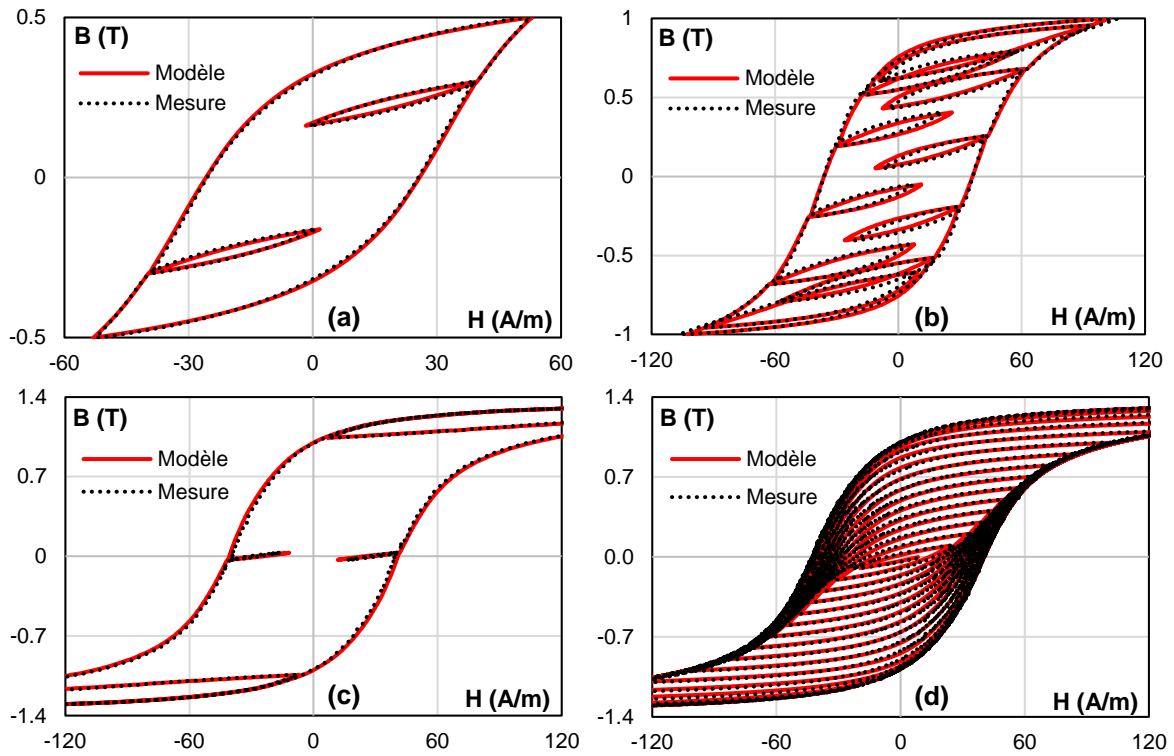 B (T)
Modèle
Mesure
0.5
0
-0.5
-60 -30 0 30 60
(a)
H (A/m)
B (T)
Modèle
Mesure
1
0.5
0
-0.5
-1
-120 -60 0 60 120
(b)
H (A/m)
B (T)
Modèle
Mesure
1.4
0.7
0
-0.7
-1.4
-120 -60 0 60 120
(c)
H (A/m)
B (T)
Modèle
Mesure
1.4
0.7
0.0
-0.7
-1.4
-120 -60 0 60 120
(d)
H (A/m)